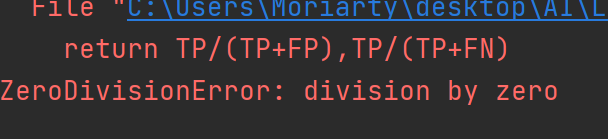 File "C:\Users\Moriarty\desktop\AI\L
return TP/(TP+FP),TP/(TP+FN)
ZeroDivisionError: division by zero